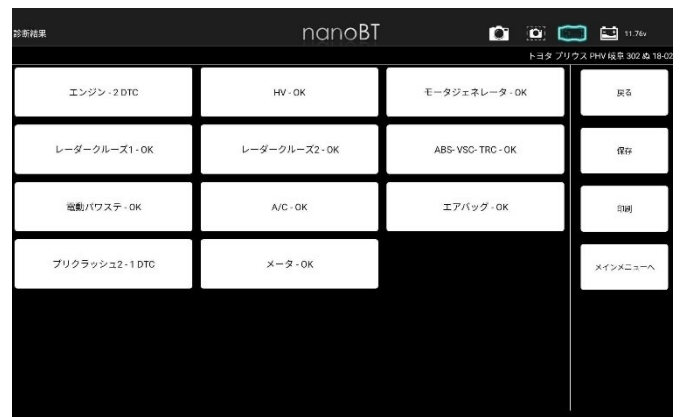 診断結果
nanoBT
11.76v
トヨタ プリウス PHV 岐阜 302 ぬ 18-02
エンジン - 2 DTC
HV - OK
モータジェネレータ - OK
戻る
レーダークルーズ1 - OK
レーダークルーズ2 - OK
ABS- VSC- TRC - OK
保存
電動パワステ - OK
A/C - OK
エアバッグ - OK
印刷
プリクラッシュ2 - 1 DTC
メータ - OK
メインメニューへ